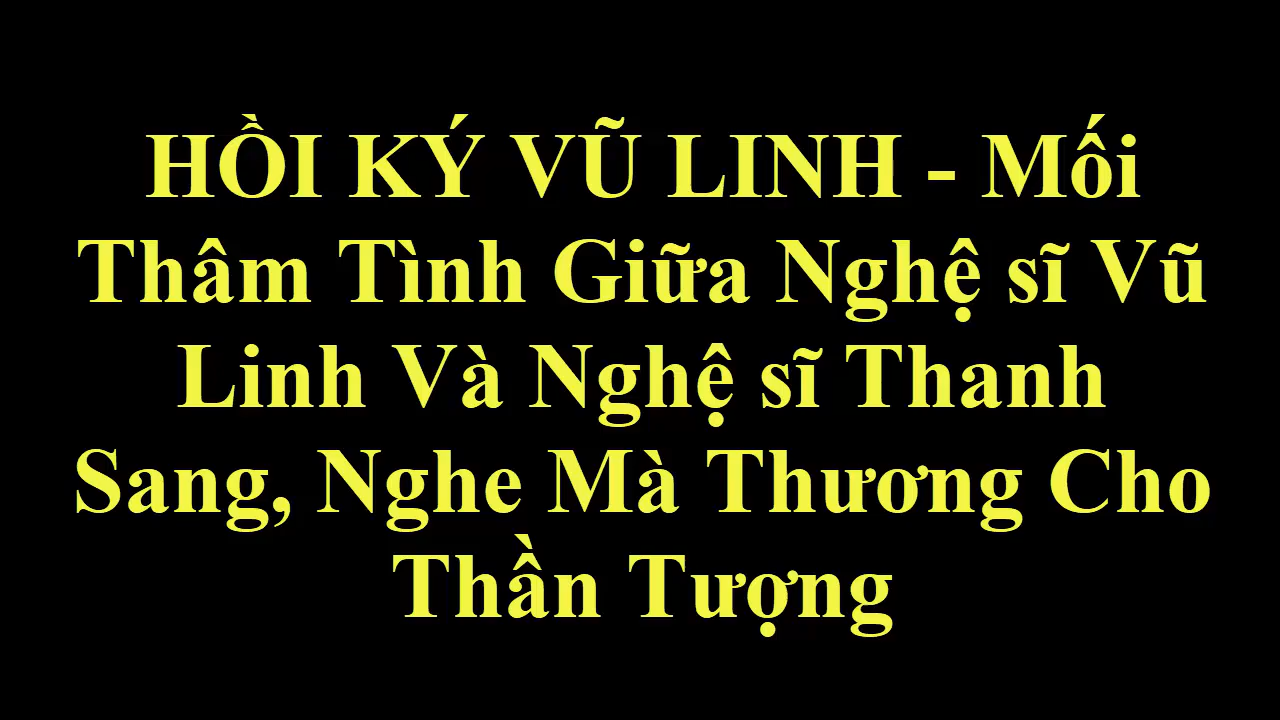 HỒI KÝ VŨ LINH - Mối
Thâm Tình Giữa Nghệ sĩ Vũ
Linh Và Nghệ sĩ Thanh
Sang, Nghe Mà Thương Cho
Thần Tượng